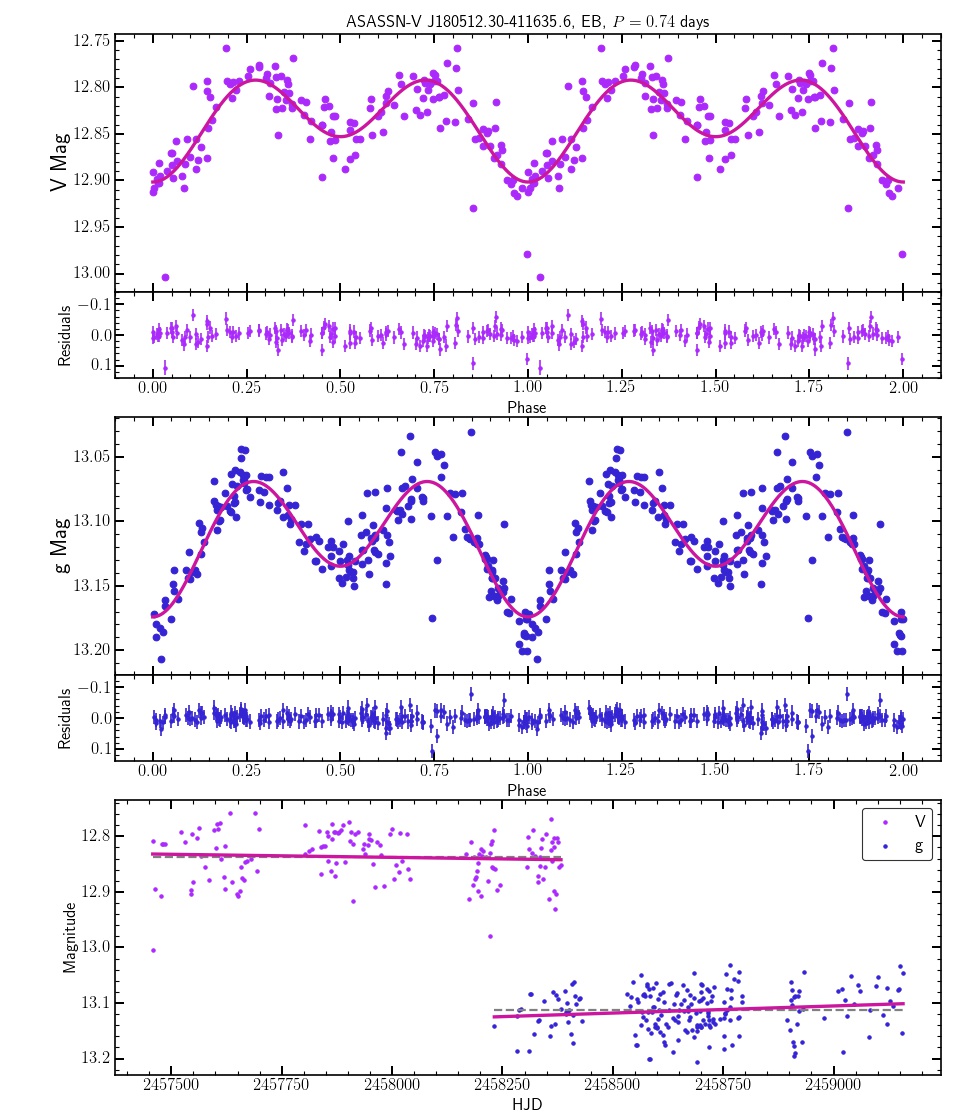 ASASSN-V J180512.30-411635.6, EB, P = 0.74 days
12.75
12.80
12.85
12.90
12.95
13.00
V Mag
−0.1
0.0
0.1
Residuals
0.00 0.25 0.50 0.75 1.00 1.25 1.50 1.75 2.00
Phase
13.05
13.10
13.15
13.20
g Mag
−0.1
0.0
0.1
Residuals
0.00 0.25 0.50 0.75 1.00 1.25 1.50 1.75 2.00
Phase
V
g
12.8
12.9
13.0
13.1
13.2
Magnitude
2457500 2457750 2458000 2458250 2458500 2458750 2459000
HJD